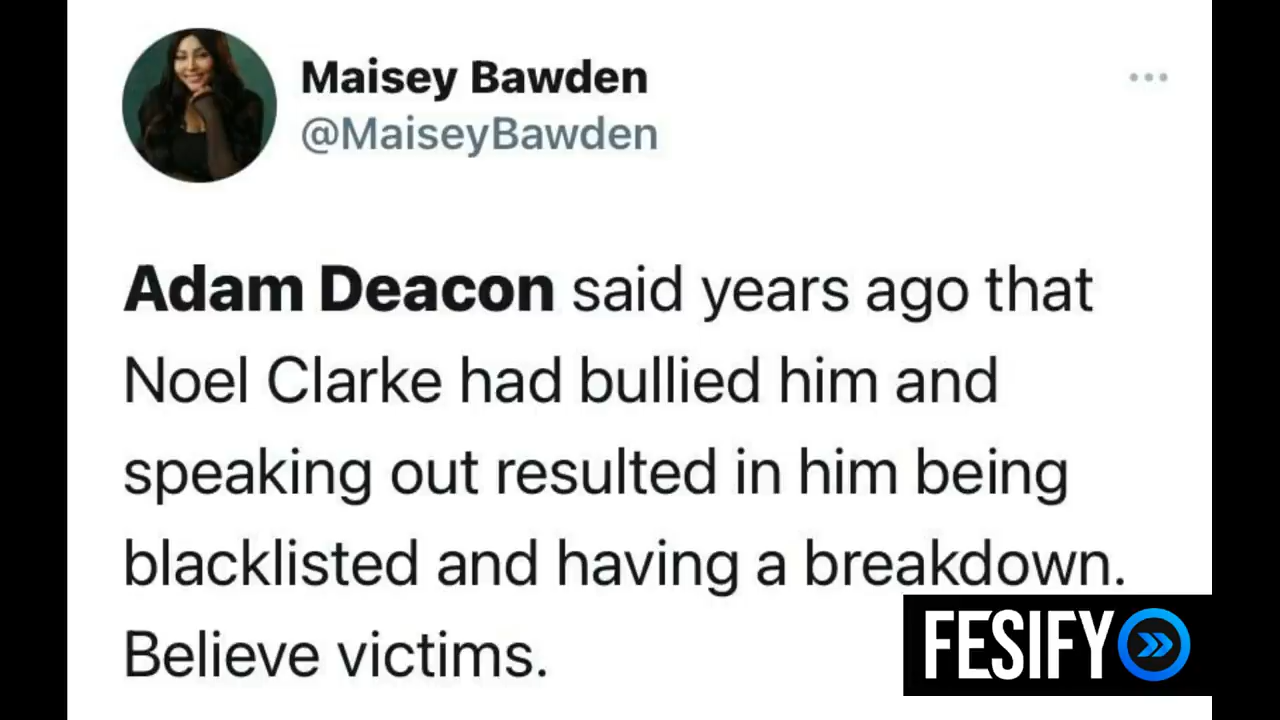 Maisey Bawden
@MaiseyBawden
Adam Deacon said years ago that
Noel Clarke had bullied him and
speaking out resulted in him being
blacklisted and having a breakdown.
Believe victims.
FESIFY